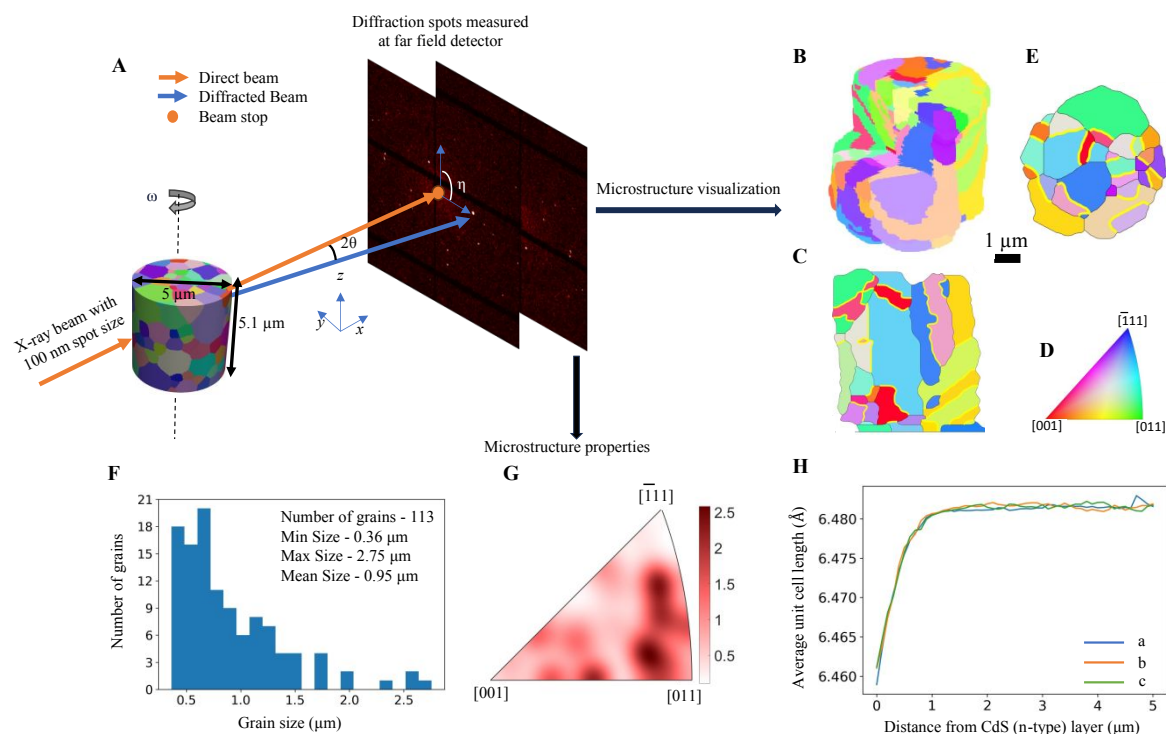 Diffraction spots measured
at far field detector
A
Direct beam
Diffracted Beam
Beam stop
ω
η
2θ
z
y
x
5 μm
5.1 μm
X-ray beam with
100 nm spot size
Microstructure visualization
Microstructure properties
B
E
1 μm
C
D
[1̅11]
[001]
[011]
F
21
18
15
12
9
6
3
0
Number of grains
Number of grains - 113
Min Size - 0.36 μm
Max Size - 2.75 μm
Mean Size - 0.95 μm
0.5 1.0 1.5 2.0 2.5
Grain size (μm)
G
[1̅11]
[001]
[011]
2.5
2
1.5
1
0.5
H
6.480
6.475
6.470
6.465
6.460
Average unit cell length (Å)
a
b
c
0 1 2 3 4 5
Distance from CdS (n-type) layer (μm)